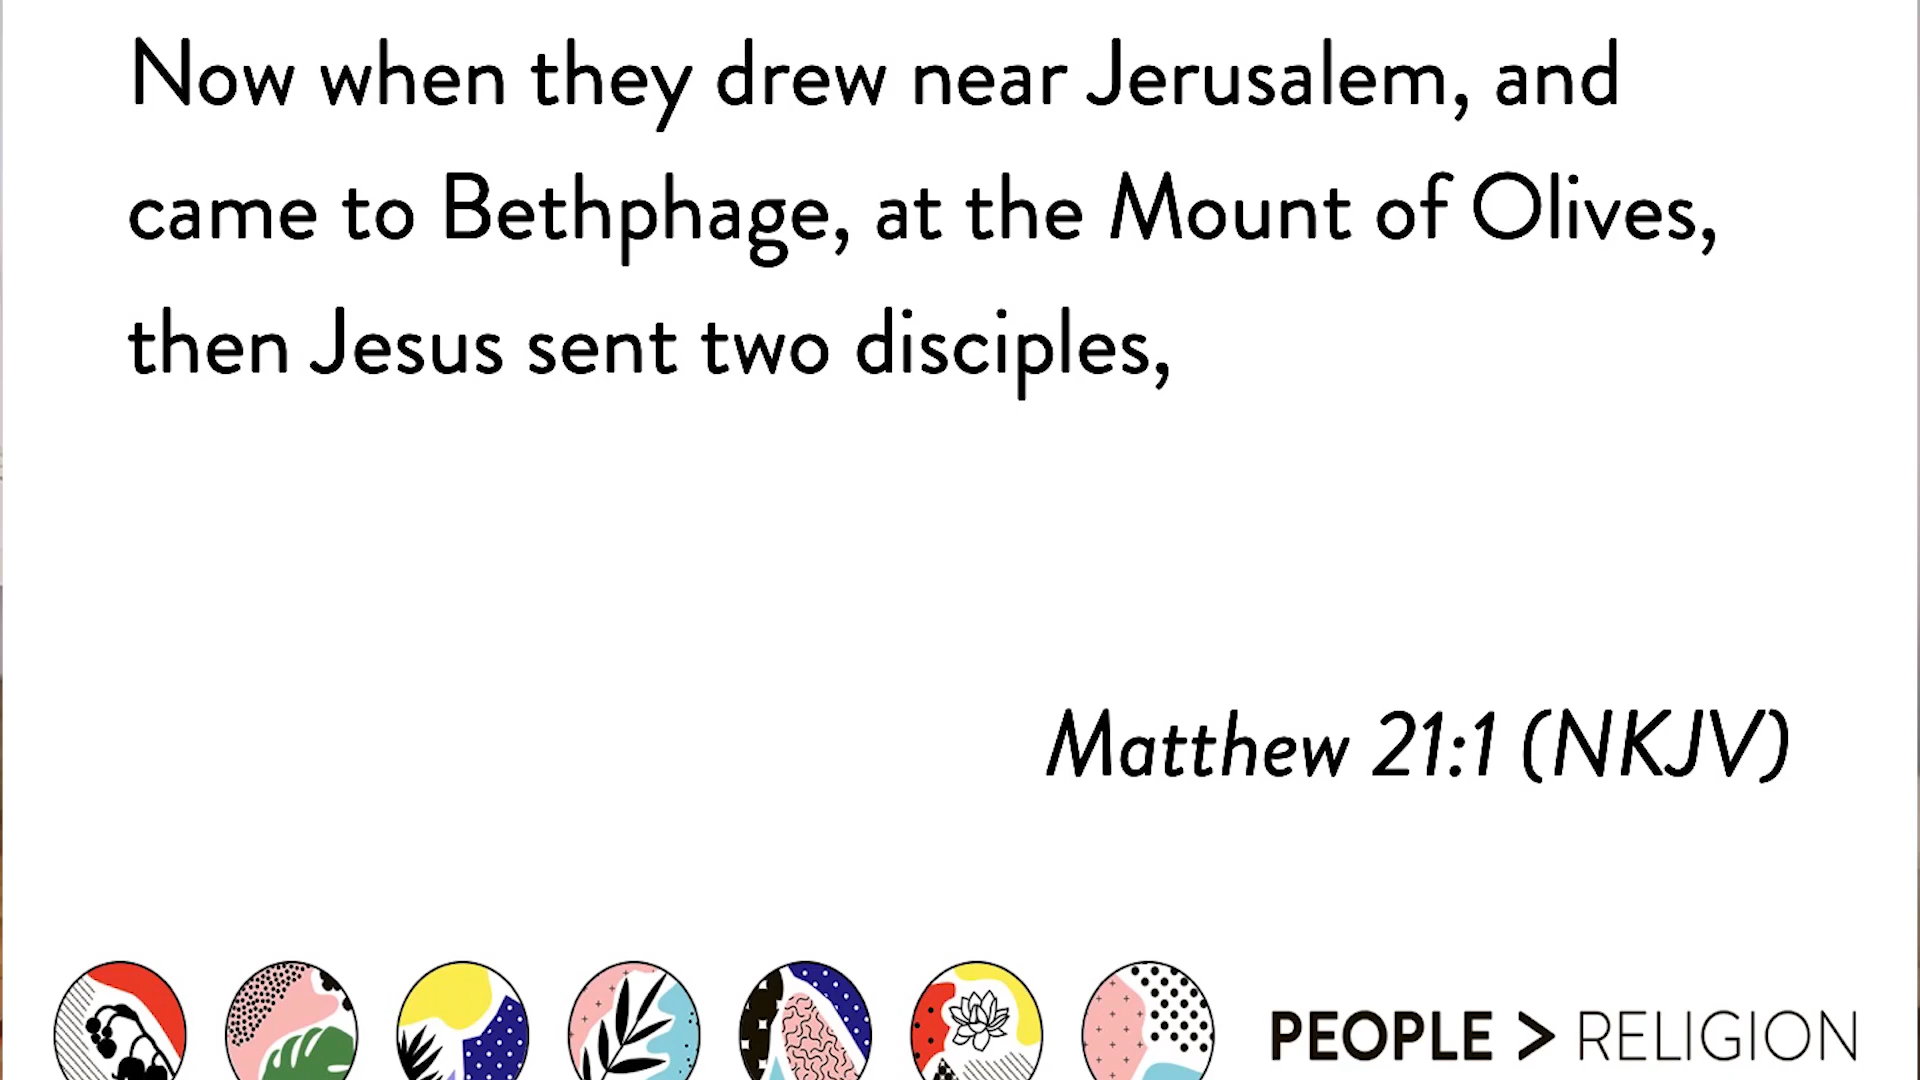 Now when they drew near Jerusalem, and
came to Bethphage, at the Mount of Olives,
then Jesus sent two disciples,
Matthew 21:1 (NKJV)
PEOPLE > RELIGION